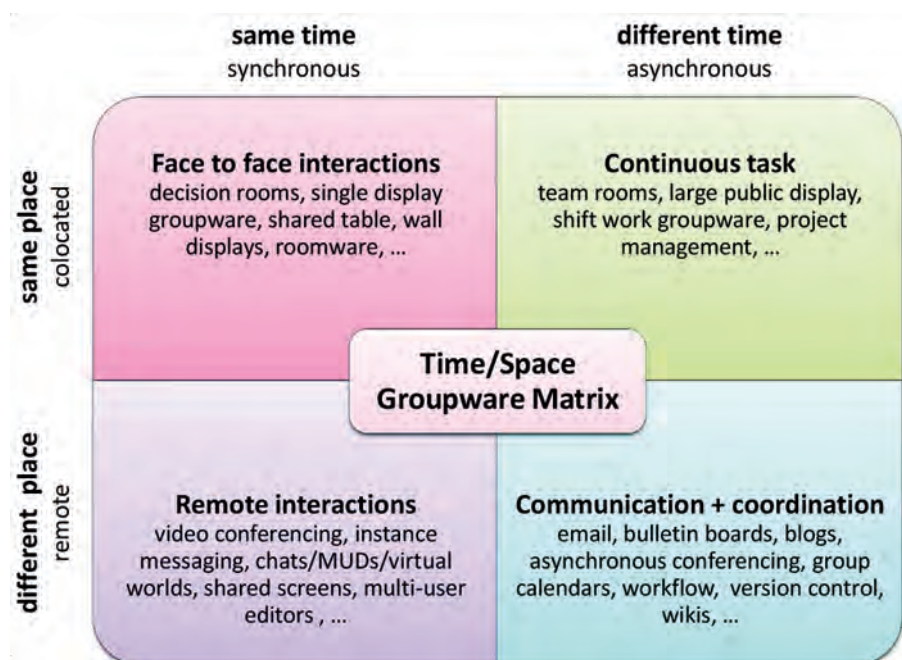 same time
synchronous
different time
asynchronous
same place
colocated
Face to face interactions
decision rooms, single display
groupware, shared table, wall
displays, roomware, ...
Continuous task
team rooms, large public display,
shift work groupware, project
management, ...
Time/Space
Groupware Matrix
different place
remote
Remote interactions
video conferencing, instance
messaging, chats/MUDs/virtual
worlds, shared screens, multi-user
editors , ...
Communication + coordination
email, bulletin boards, blogs,
asynchronous conferencing, group
calendars, workflow, version control,
wikis, ...